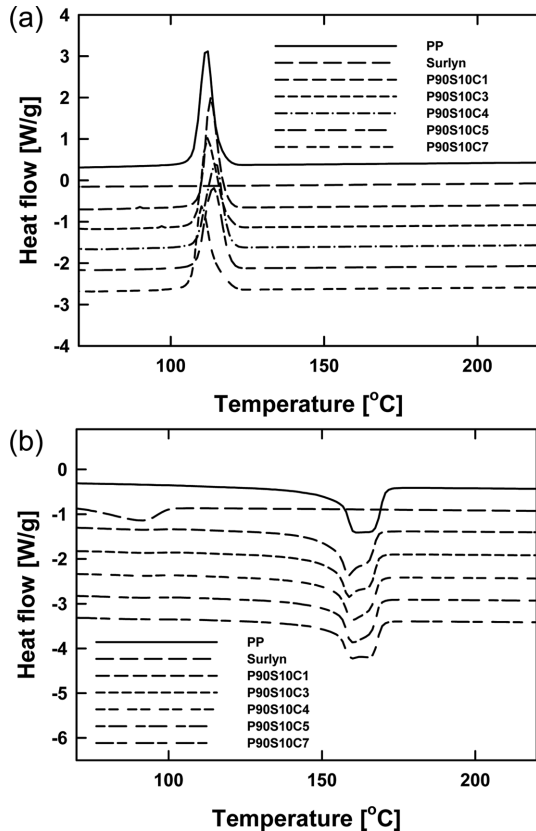 (a)
4
3
2
1
0
-1
-2
-3
-4
Heat flow [W/g]
PP
Surlyn
P90S10C1
P90S10C3
P90S10C4
P90S10C5
P90S10C7
100
150
200
Temperature [°C]
(b)
0
-1
-2
-3
-4
-5
-6
Heat flow [W/g]
PP
Surlyn
P90S10C1
P90S10C3
P90S10C4
P90S10C5
P90S10C7
100
150
200
Temperature [°C]